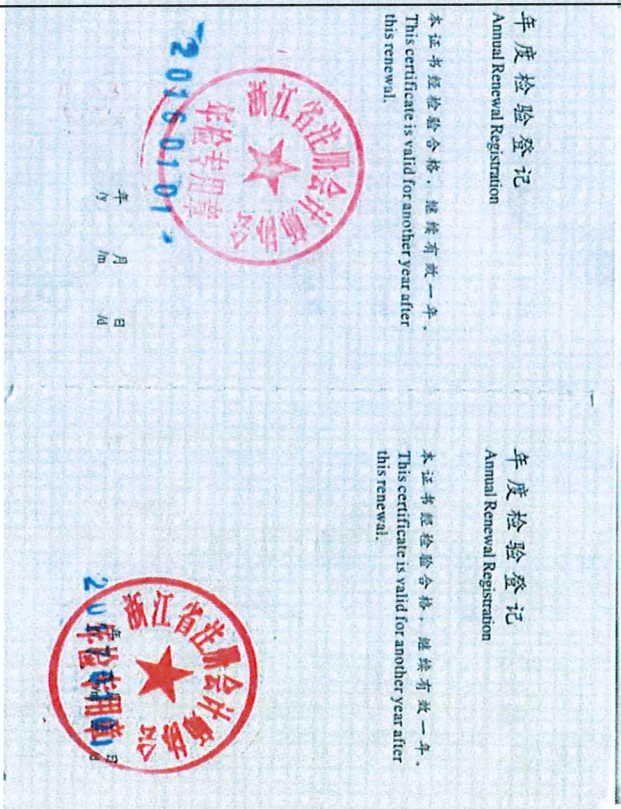 年度检验登记
Annual Renewal Registration
本证书经检验合格，继续有效一年。
This certificate is valid for another year after
this renewal.
浙江省注册会计师协会
年检专用章
2016 01 01
年 月 日
/y /m /d
年度检验登记
Annual Renewal Registration
本证书经检验合格，继续有效一年。
This certificate is valid for another year after
this renewal.
浙江省注册会计师协会
年检专用章